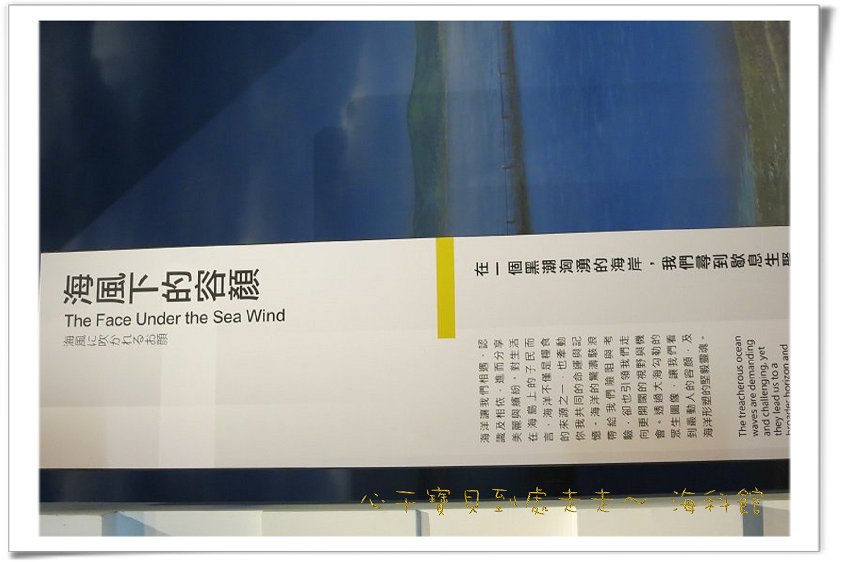 海風下的容顏
The Face Under the Sea Wind
海風に吹かれるお顔
在一個黑潮洶湧的海岸，我們尋到歇息生
海洋讓我們相遇、認
識及相依，進而分享
美麗與繽紛。對生活
在海島上的子民而
言，海洋不僅是糧食
的來源之一，也牽動
你我共同的命運與記
憶。海洋的驚濤駭浪
帶給我們險阻與考
驗，卻也引領我們走
向更開闊的視野與機
會。透過大海勾勒的
眾生圖像，讓我們看
到最動人的容顏，及
海洋形塑的堅毅靈魂。
The treacherous ocean
waves are demanding
and challenging, yet
they lead us to a
broader horizon and
心干寶貝到處走走~ 海科館